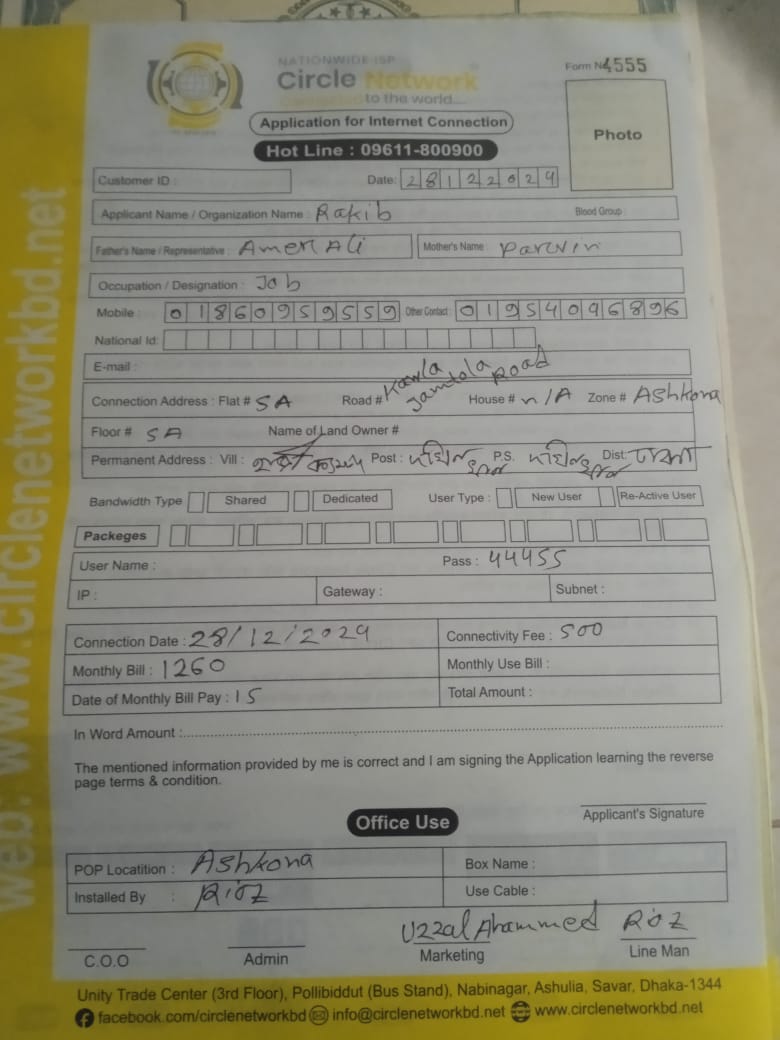 NATIONWIDE-ISP
Circle Network
Connected to the world....
Form No 4555
Application for Internet Connection
Hot Line : 09611-800900
Photo
Customer ID :
Date: 28122024
Applicant Name / Organization Name : Rakib
Blood Group :
Father's Name / Representative : Amer Ali
Mother's Name : Parvin
Occupation / Designation : Job
Mobile : 01860959559 Other Contact : 01954096896
National Id:
E-mail :
Connection Address : Flat # 5A Road # Kawla Jamtola Road House # n/A Zone # Ashkona
Floor # 5A Name of Land Owner #
Permanent Address : Vill : Post : P.S. Dist:
Bandwidth Type Shared Dedicated User Type : New User Re-Active User
Packeges
User Name : Pass : 44455
IP : Gateway : Subnet :
Connection Date : 28/12/2024 Connectivity Fee : 500
Monthly Bill : 1260 Monthly Use Bill :
Date of Monthly Bill Pay : 15 Total Amount :
In Word Amount :
The mentioned information provided by me is correct and I am signing the Application learning the reverse
page terms & condition.
Applicant's Signature
Office Use
POP Locatition : Ashkona Box Name :
Installed By : Rioz Use Cable :
Uzzal Ahammed Rioz
C.O.O Admin Marketing Line Man
Unity Trade Center (3rd Floor), Pollibiddut (Bus Stand), Nabinagar, Ashulia, Savar, Dhaka-1344
facebook.com/circlenetworkbd info@circlenetworkbd.net www.circlenetworkbd.net
web: www.circlenetworkbd.net